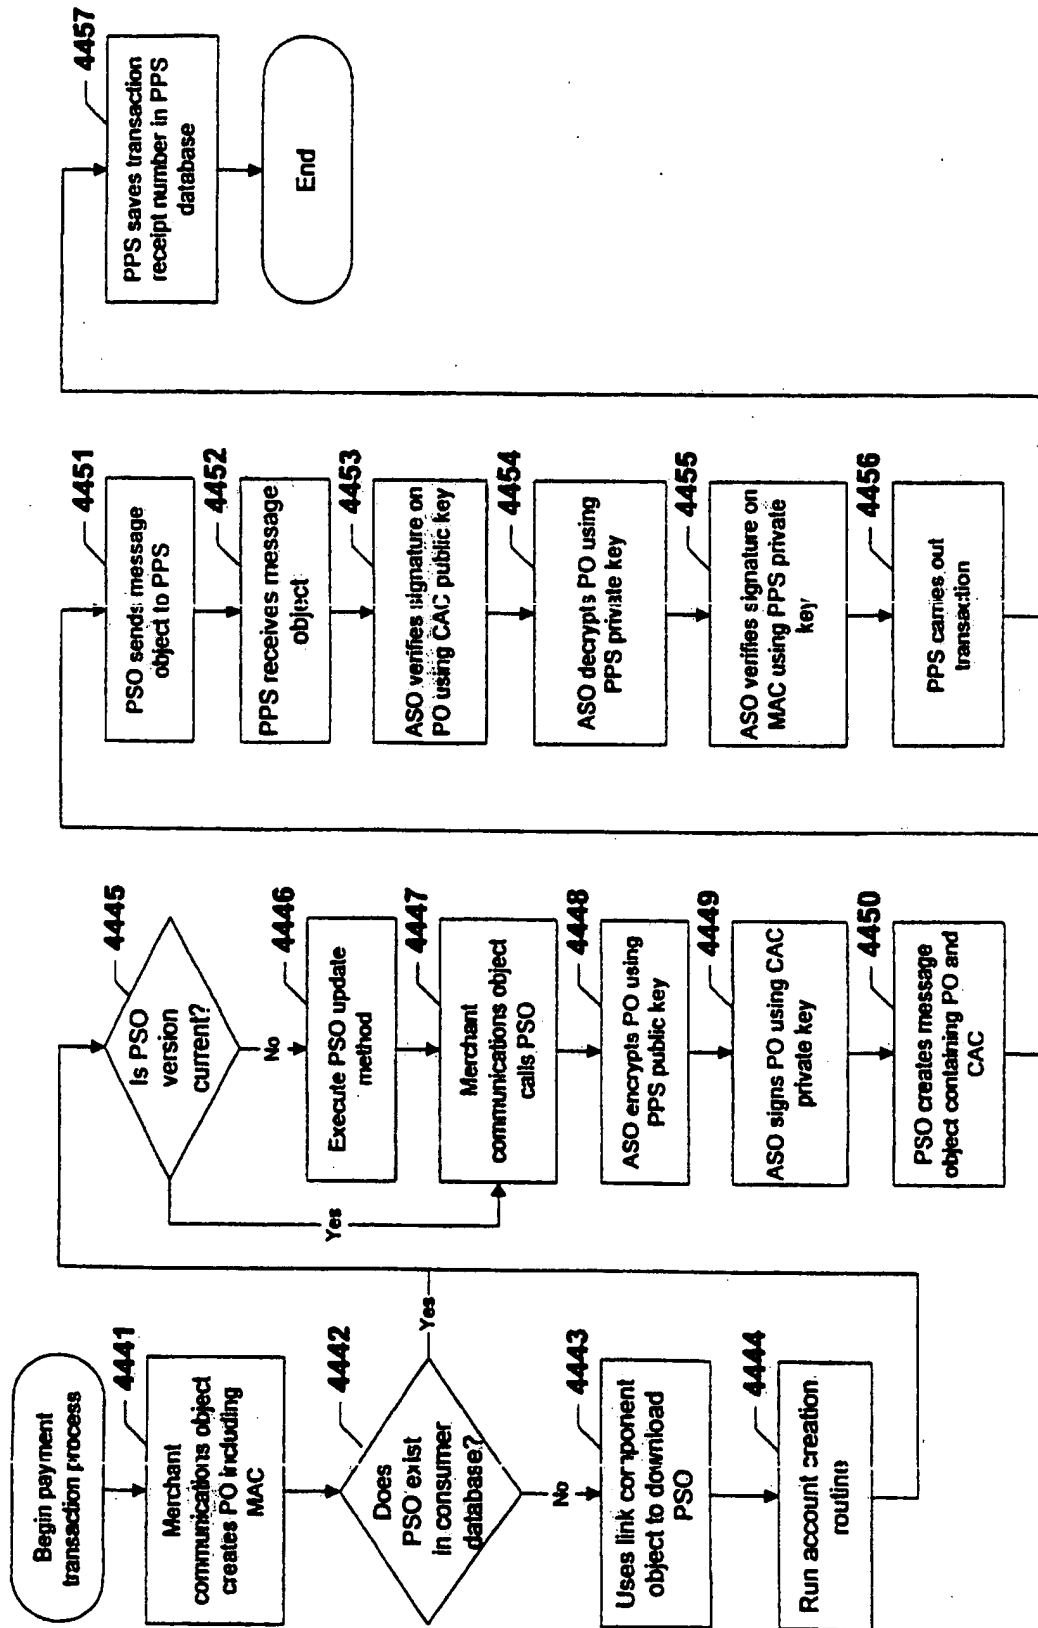 Begin payment
transaction process
4441
Merchant
communications object
creates PO including
MAC
4442
Does
PSO exist
in consumer
database?
Yes
No
4443
Uses link component
object to download
PSO
4444
Run account creation
routine
4445
Is PSO
version
current?
No
Yes
4446
Execute PSO update
method
4447
Merchant
communications object
calls PSO
4448
ASO encrypts PO using
PPS public key
4449
ASO signs PO using CAC
private key
4450
PSO creates message
object containing PO and
CAC
4451
PSO sends message
object to PPS
4452
PPS receives message
object
4453
ASO verifies signature on
PO using CAC public key
4454
ASO decrypts PO using
PPS private key
4455
ASO verifies signature on
MAC using PPS private
key
4456
PPS carries out
transaction
4457
PPS saves transaction
receipt number in PPS
database
End